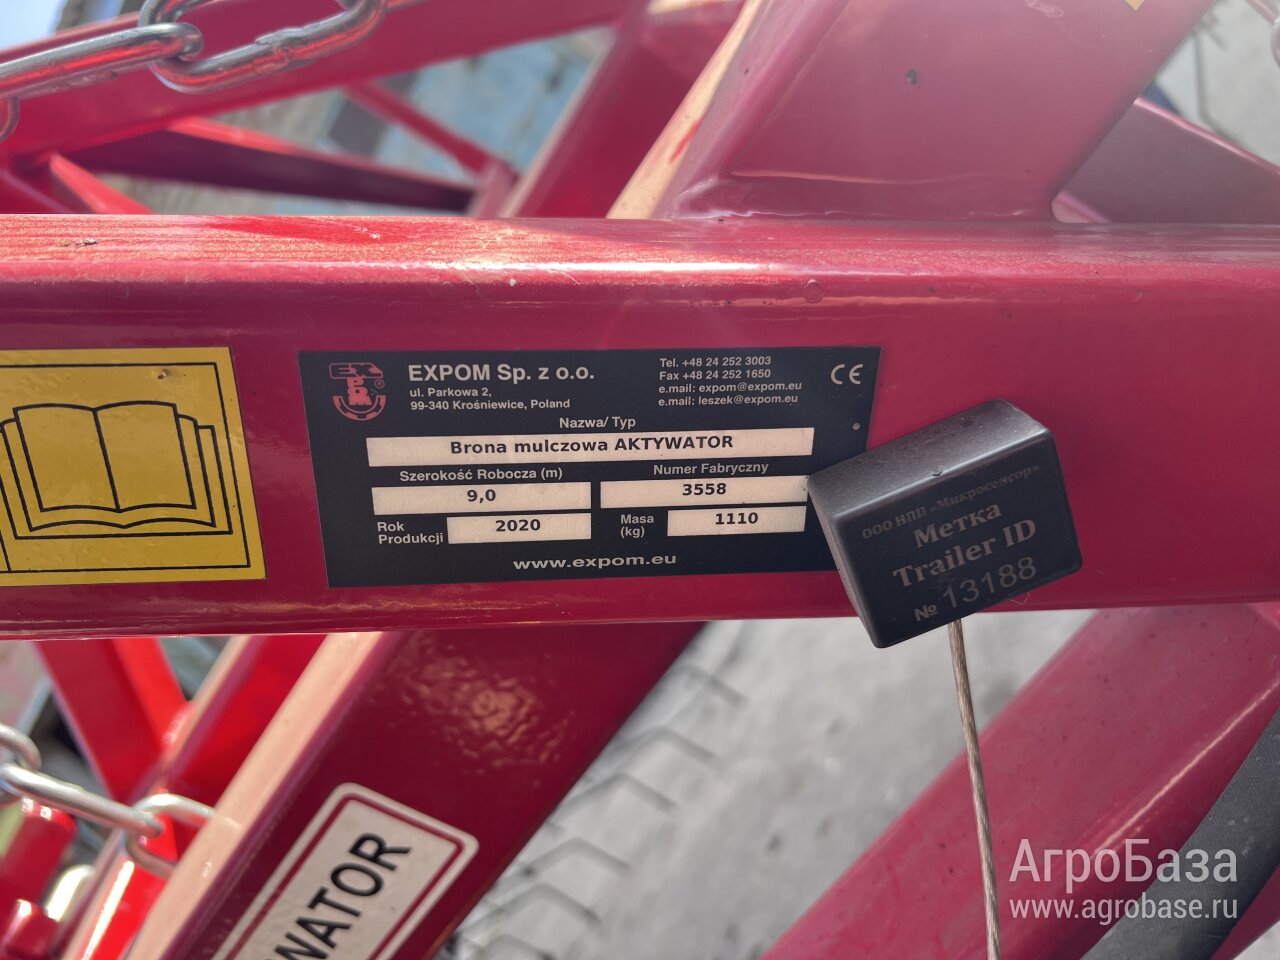 EXPOM Sp. z o.o.
ul. Parkowa 2,
99-340 Krośniewice, Poland
Tel. +48 24 252 3003
Fax +48 24 252 1650
e.mail: expom@expom.eu
e.mail: leszek@expom.eu
CE
Nazwa/ Typ
Brona mulczowa AKTYWATOR
Szerokość Robocza (m)
9,0
Numer Fabryczny
3558
Rok
Produkcji
2020
Masa
(kg)
1110
www.expom.eu
ООО НПП «Микросенсор»
Метка
Trailer ID
№ 13188
WATOR
АгроБаза
www.agrobase.ru